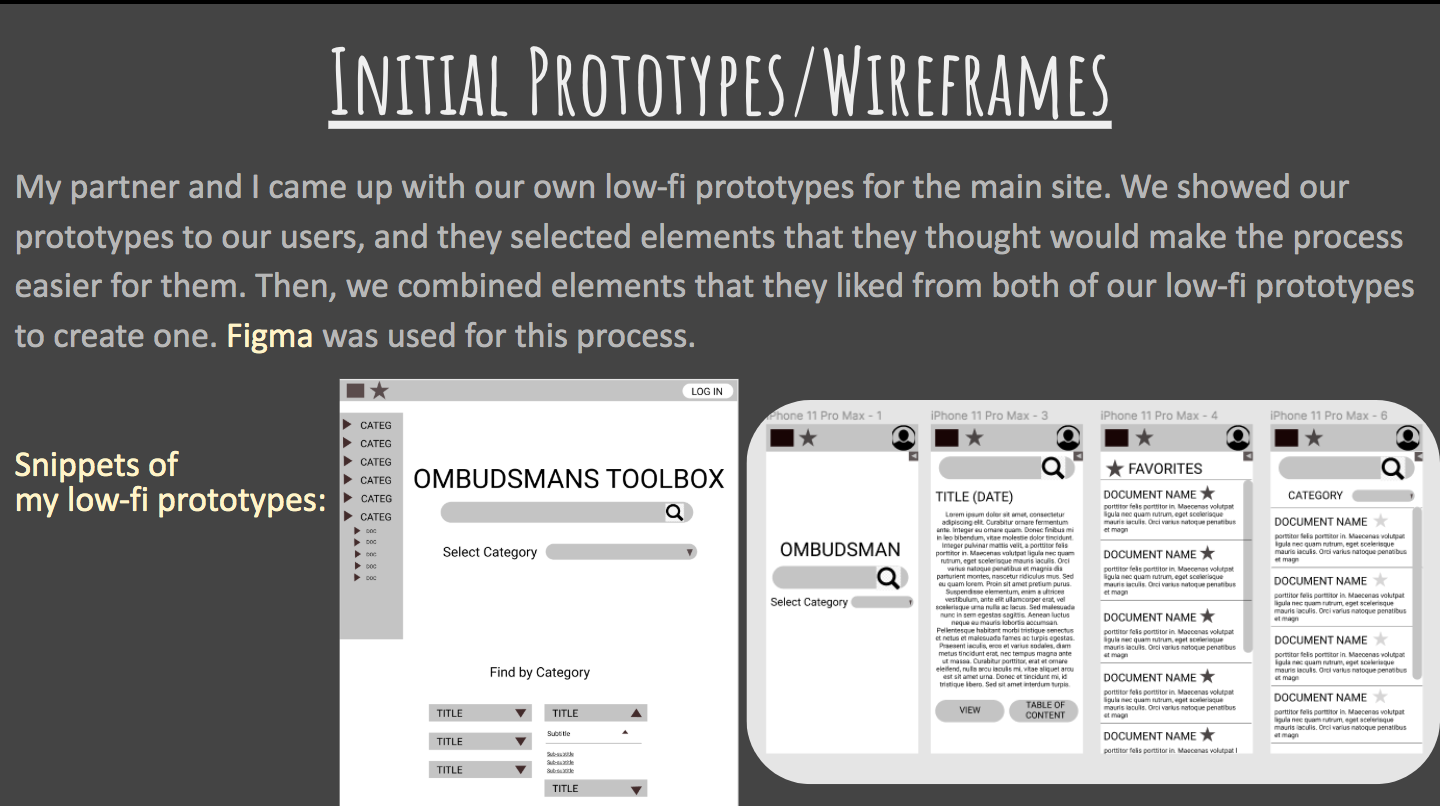 INITIAL PROTOTYPES/WIREFRAMES
My partner and I came up with our own low-fi prototypes for the main site. We showed our
prototypes to our users, and they selected elements that they thought would make the process
easier for them. Then, we combined elements that they liked from both of our low-fi prototypes
to create one. Figma was used for this process.
Snippets of
my low-fi prototypes:
LOG IN
CATEG
CATEG
CATEG
CATEG
CATEG
CATEG
DOC
DOC
DOC
DOC
DOC
OMBUDSMANS TOOLBOX
Select Category
Find by Category
TITLE
TITLE
TITLE
TITLE
Subtitle
Sub-subtitle
Sub-subtitle
Sub-subtitle
TITLE
iPhone 11 Pro Max - 1
OMBUDSMAN
Select Category
iPhone 11 Pro Max - 3
TITLE (DATE)
Lorem ipsum dolor sit amet, consectetur
adipiscing elit. Curabitur ornare fermentum
ante. Integer eu ornare quam. Donec finibus mi
in leo bibendum, vitae molestie dolor tincidunt.
Integer pulvinar mattis velit, a porttitor felis
porttitor in. Maecenas volutpat ligula nec quam
rutrum, eget scelerisque mauris iaculis. Orci
varius natoque penatibus et magnis dis
parturient montes, nascetur ridiculus mus. Sed
eu quam lorem. Proin sit amet pretium purus.
Suspendisse elementum, enim a ultrices
vestibulum, ante elit ullamcorper erat, vel
scelerisque urna nulla ac lacus. Sed malesuada
nunc in sem egestas sagittis. Aenean luctus
neque eu mauris lobortis accumsan.
Pellentesque habitant morbi tristique senectus
et netus et malesuada fames ac turpis egestas.
Praesent iaculis, eros et varius sodales, diam
metus tincidunt erat, nec tempus magna ante
ut massa. Curabitur porttitor, erat et ornare
eleifend, nulla arcu iaculis mi, vitae aliquet arcu
est sit amet urna. Donec et tincidunt mi, id
tristique libero. Sed sit amet interdum turpis.
VIEW
TABLE OF
CONTENT
iPhone 11 Pro Max - 4
FAVORITES
DOCUMENT NAME
porttitor felis porttitor in. Maecenas volutpat
ligula nec quam rutrum, eget scelerisque
mauris iaculis. Orci varius natoque penatibus
et magn
DOCUMENT NAME
porttitor felis porttitor in. Maecenas volutpat
ligula nec quam rutrum, eget scelerisque
mauris iaculis. Orci varius natoque penatibus
et magn
DOCUMENT NAME
porttitor felis porttitor in. Maecenas volutpat
ligula nec quam rutrum, eget scelerisque
mauris iaculis. Orci varius natoque penatibus
et magn
DOCUMENT NAME
porttitor felis porttitor in. Maecenas volutpat
ligula nec quam rutrum, eget scelerisque
mauris iaculis. Orci varius natoque penatibus
et magn
DOCUMENT NAME
porttitor felis porttitor in. Maecenas volutpat l
iPhone 11 Pro Max - 6
CATEGORY
DOCUMENT NAME
porttitor felis porttitor in. Maecenas volutpat
ligula nec quam rutrum, eget scelerisque
mauris iaculis. Orci varius natoque penatibus
et magn
DOCUMENT NAME
porttitor felis porttitor in. Maecenas volutpat
ligula nec quam rutrum, eget scelerisque
mauris iaculis. Orci varius natoque penatibus
et magn
DOCUMENT NAME
porttitor felis porttitor in. Maecenas volutpat
ligula nec quam rutrum, eget scelerisque
mauris iaculis. Orci varius natoque penatibus
et magn
DOCUMENT NAME
porttitor felis porttitor in. Maecenas volutpat
ligula nec quam rutrum, eget scelerisque
mauris iaculis. Orci varius natoque penatibus
et magn